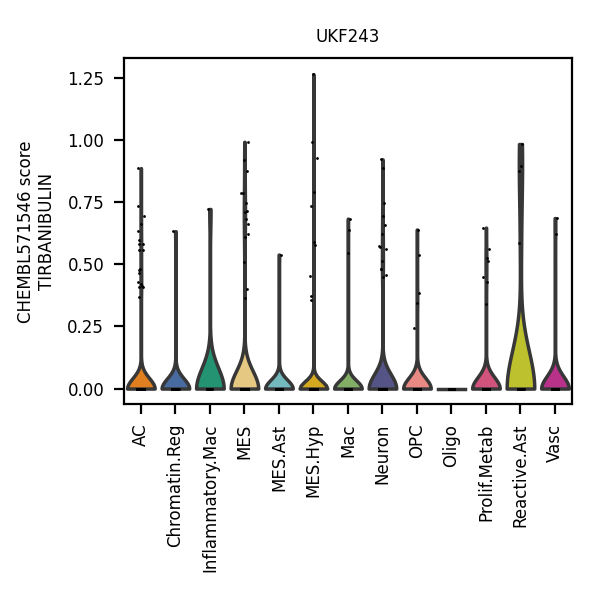 UKF243
CHEMBL571546 score
TIRBANIBULIN
1.25
1.00
0.75
0.50
0.25
0.00
AC
Chromatin.Reg
Inflammatory.Mac
MES
MES.Ast
MES.Hyp
Mac
Neuron
OPC
Oligo
Prolif.Metab
Reactive.Ast
Vasc